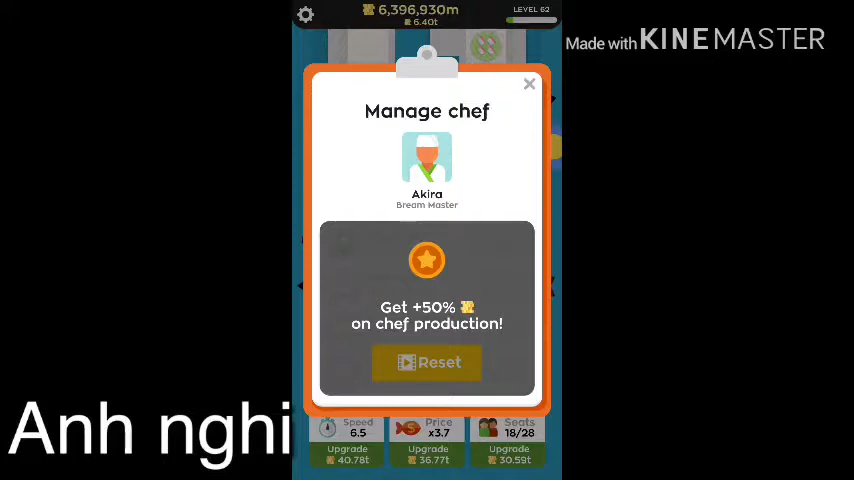 6,396,930m
6.40t
LEVEL 62
Made with KINEMASTER
Manage chef
Akira
Bream Master
Get +50%
on chef production!
Reset
Anh nghi
Speed
6.5
Upgrade
40.78t
Price
x3.7
Upgrade
36.77t
Seats
18/28
Upgrade
30.59t